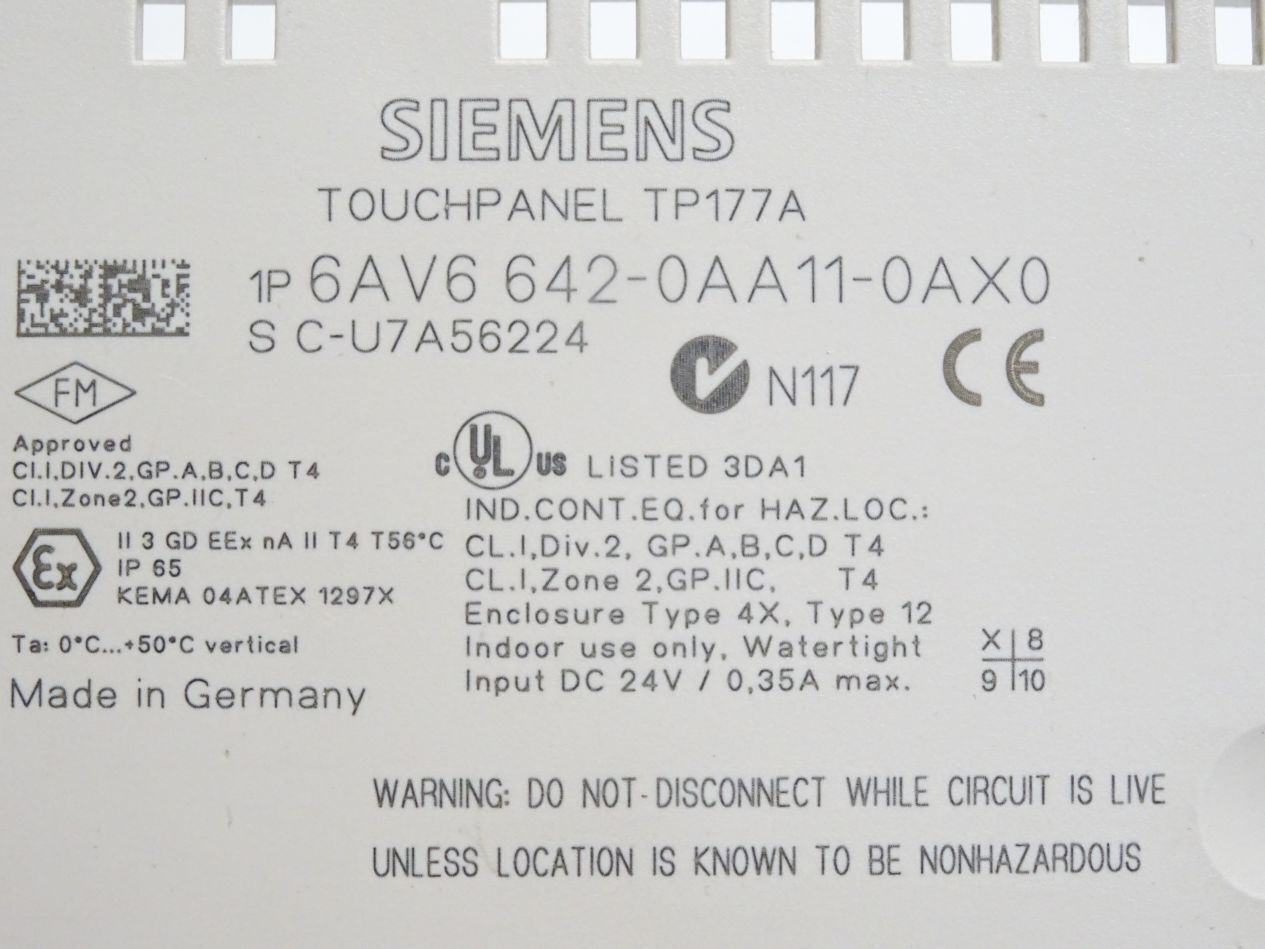 SIEMENS
TOUCHPANEL TP177A
1P 6AV6 642-0AA11-0AX0
S C-U7A56224
N117
CE
FM
Approved
CI.I,DIV.2,GP.A,B,C,D T4
CI.I,Zone2,GP.IIC,T4
Ex
II 3 GD EEx nA II T4 T56°C
IP 65
KEMA 04ATEX 1297X
Ta: 0°C...+50°C vertical
Made in Germany
C UL US LISTED 3DA1
IND.CONT.EQ.for HAZ.LOC.:
CL.I,Div.2, GP.A,B,C,D T4
CL.I,Zone 2,GP.IIC, T4
Enclosure Type 4X, Type 12
Indoor use only, Watertight
Input DC 24V / 0,35A max.
X 8
9 10
WARNING: DO NOT-DISCONNECT WHILE CIRCUIT IS LIVE
UNLESS LOCATION IS KNOWN TO BE NONHAZARDOUS